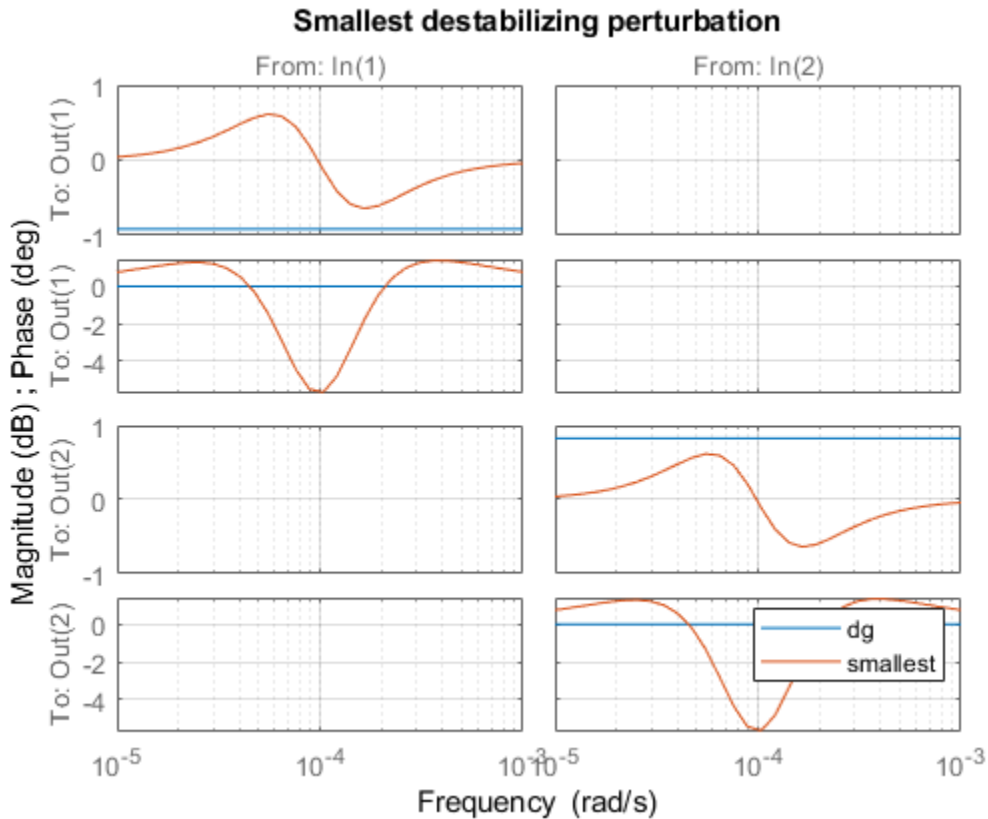 Smallest destabilizing perturbation
From: In(1)
From: In(2)
Magnitude (dB) ; Phase (deg)
To: Out(1)
1
0
-1
To: Out(1)
0
-2
-4
To: Out(2)
1
0
-1
To: Out(2)
0
-2
-4
dg
smallest
10^-5
10^-4
10^-3
10^-5
10^-4
10^-3
Frequency (rad/s)